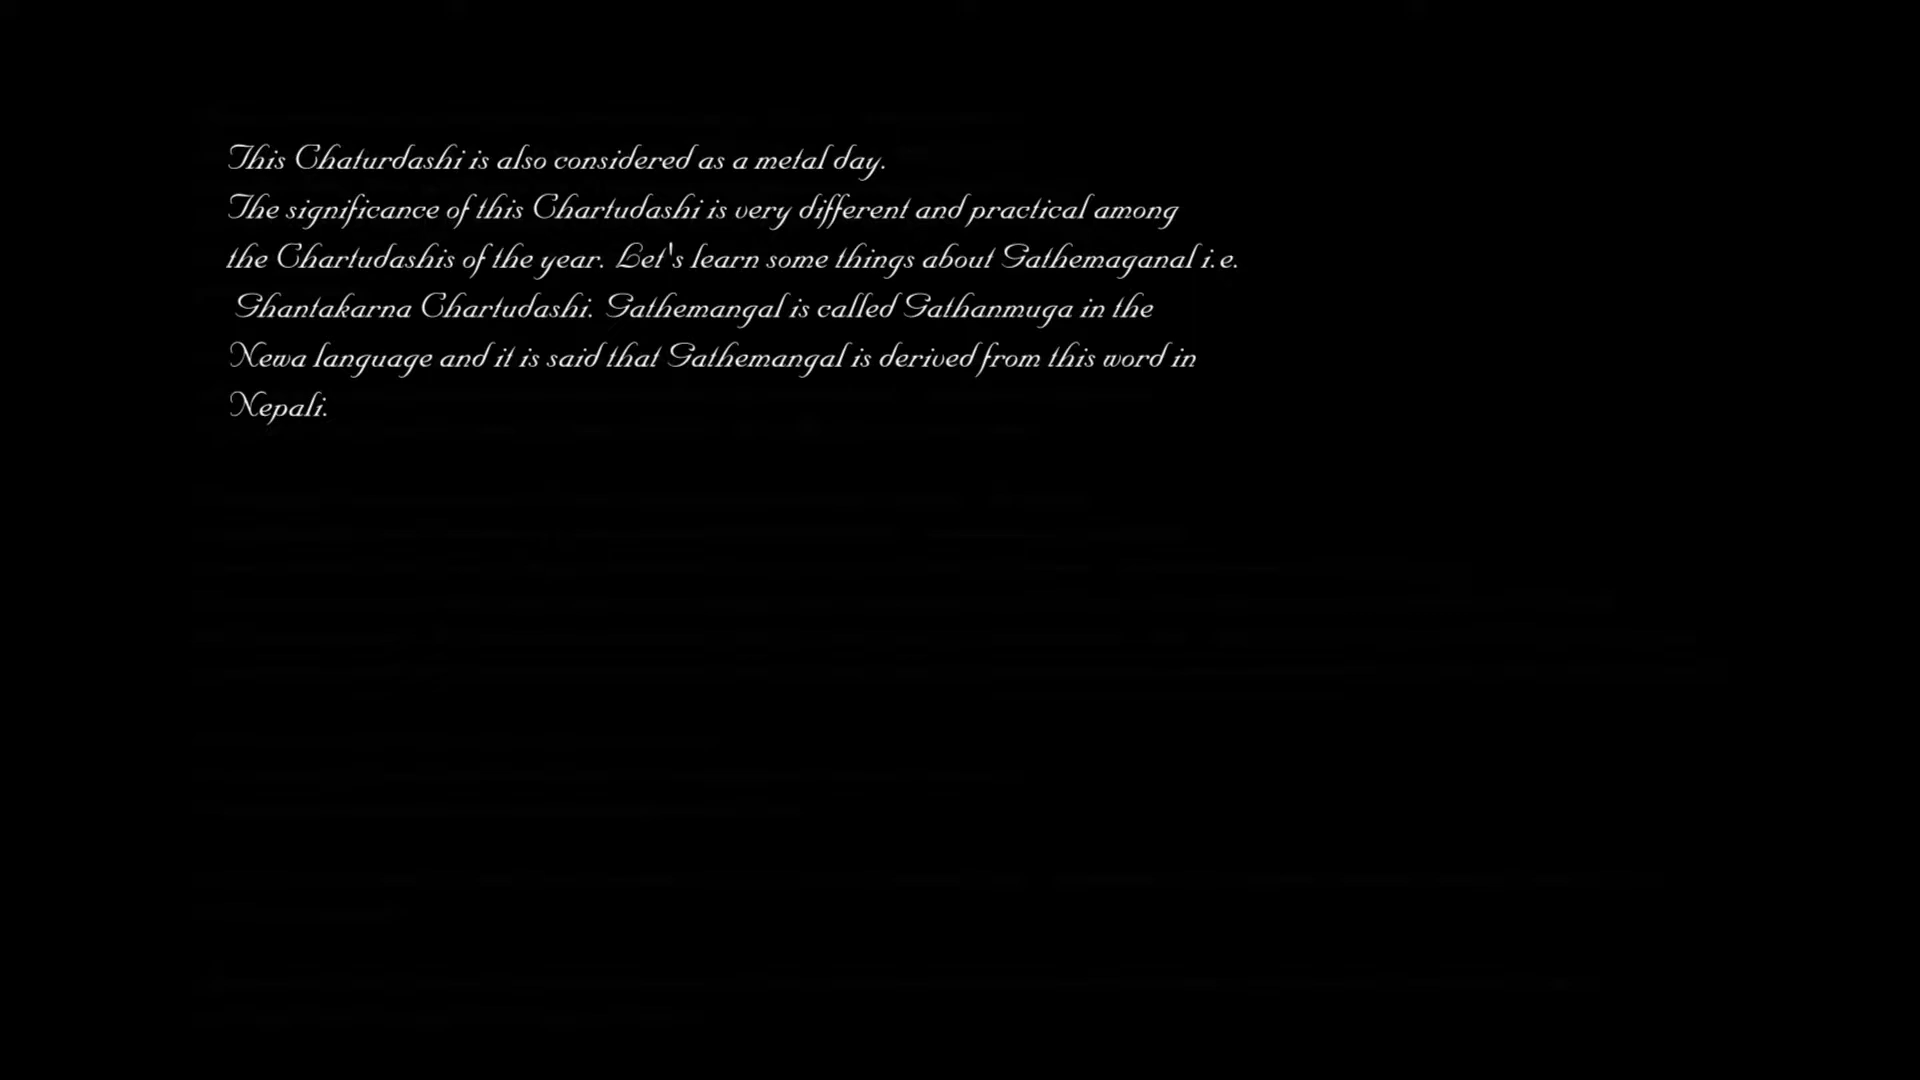 This Chaturdashi is also considered as a metal day.
The significance of this Chartudashi is very different and practical among
the Chartudashis of the year. Let's learn some things about Gathemaganal i.e.
Ghantakarna Chartudashi. Gathemangal is called Gathanmuga in the
Newa language and it is said that Gathemangal is derived from this word in
Nepali.